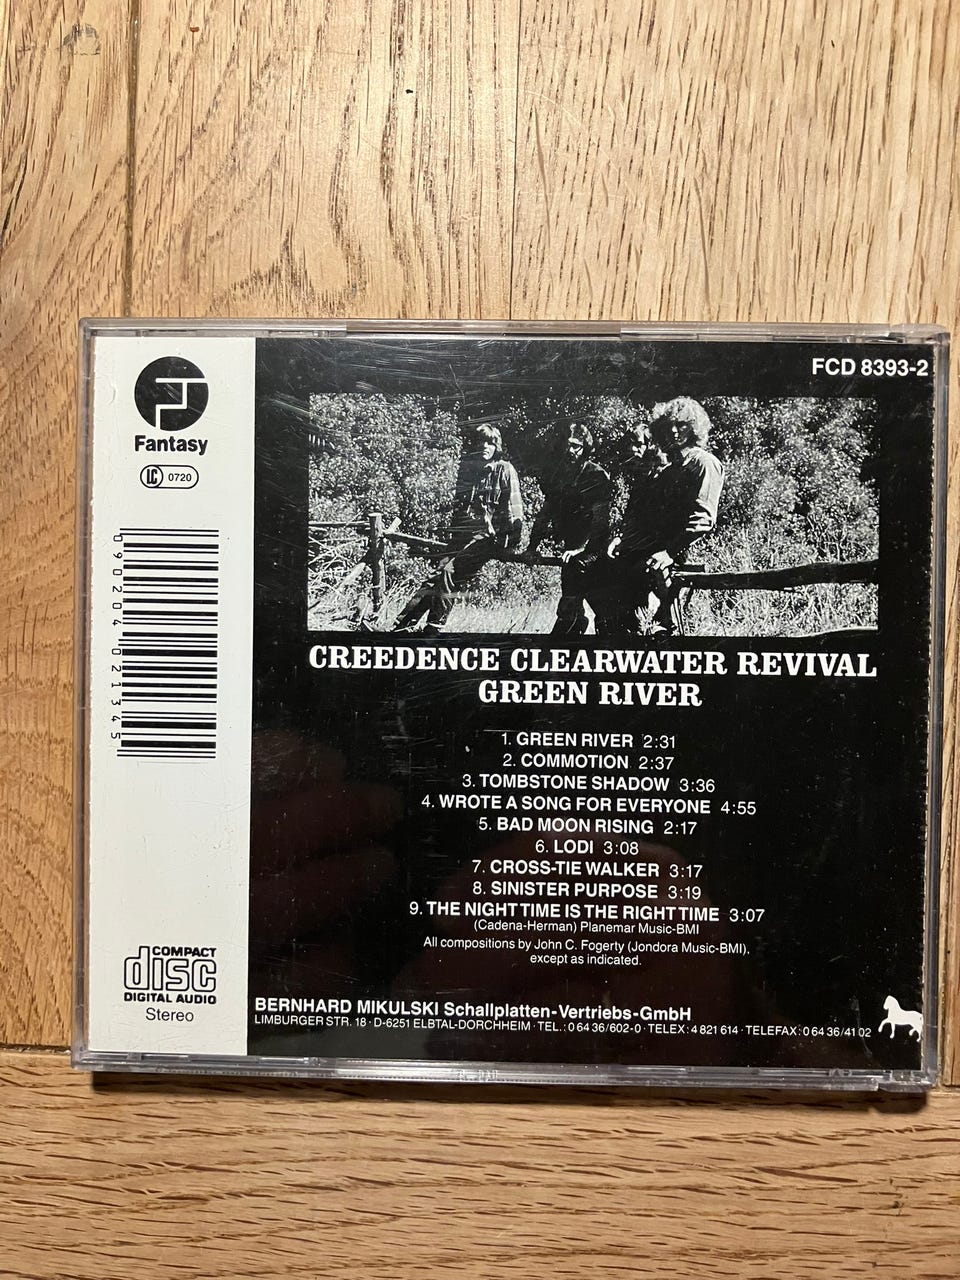 FCD 8393-2
Fantasy
LC 0720
090204 021345
CREEDENCE CLEARWATER REVIVAL
GREEN RIVER
1. GREEN RIVER 2:31
2. COMMOTION 2:37
3. TOMBSTONE SHADOW 3:36
4. WROTE A SONG FOR EVERYONE 4:55
5. BAD MOON RISING 2:17
6. LODI 3:08
7. CROSS-TIE WALKER 3:17
8. SINISTER PURPOSE 3:19
9. THE NIGHT TIME IS THE RIGHT TIME 3:07
(Cadena-Herman) Planemar Music-BMI
All compositions by John C. Fogerty (Jondora Music-BMI),
except as indicated.
COMPACT
disc
DIGITAL AUDIO
Stereo
BERNHARD MIKULSKI Schallplatten-Vertriebs-GmbH
LIMBURGER STR. 18 · D-6251 ELBTAL-DORCHHEIM · TEL.: 0 64 36/602-0 · TELEX: 4 821 614 · TELEFAX: 0 64 36/41 02